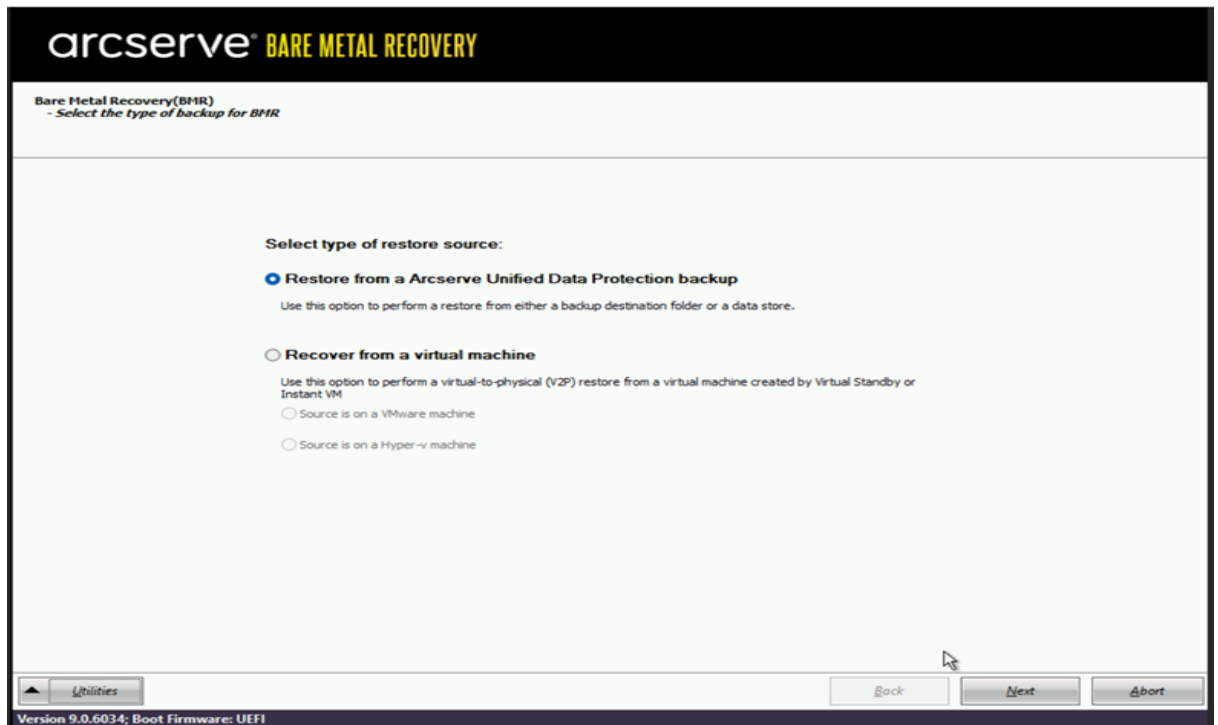 arcserve® BARE METAL RECOVERY
Bare Metal Recovery(BMR)
- Select the type of backup for BMR
Select type of restore source:
Restore from a Arcserve Unified Data Protection backup
Use this option to perform a restore from either a backup destination folder or a data store.
Recover from a virtual machine
Use this option to perform a virtual-to-physical (V2P) restore from a virtual machine created by Virtual Standby or
Instant VM
Source is on a VMware machine
Source is on a Hyper-v machine
Utilities
Back
Next
Abort
Version 9.0.6034; Boot Firmware: UEFI